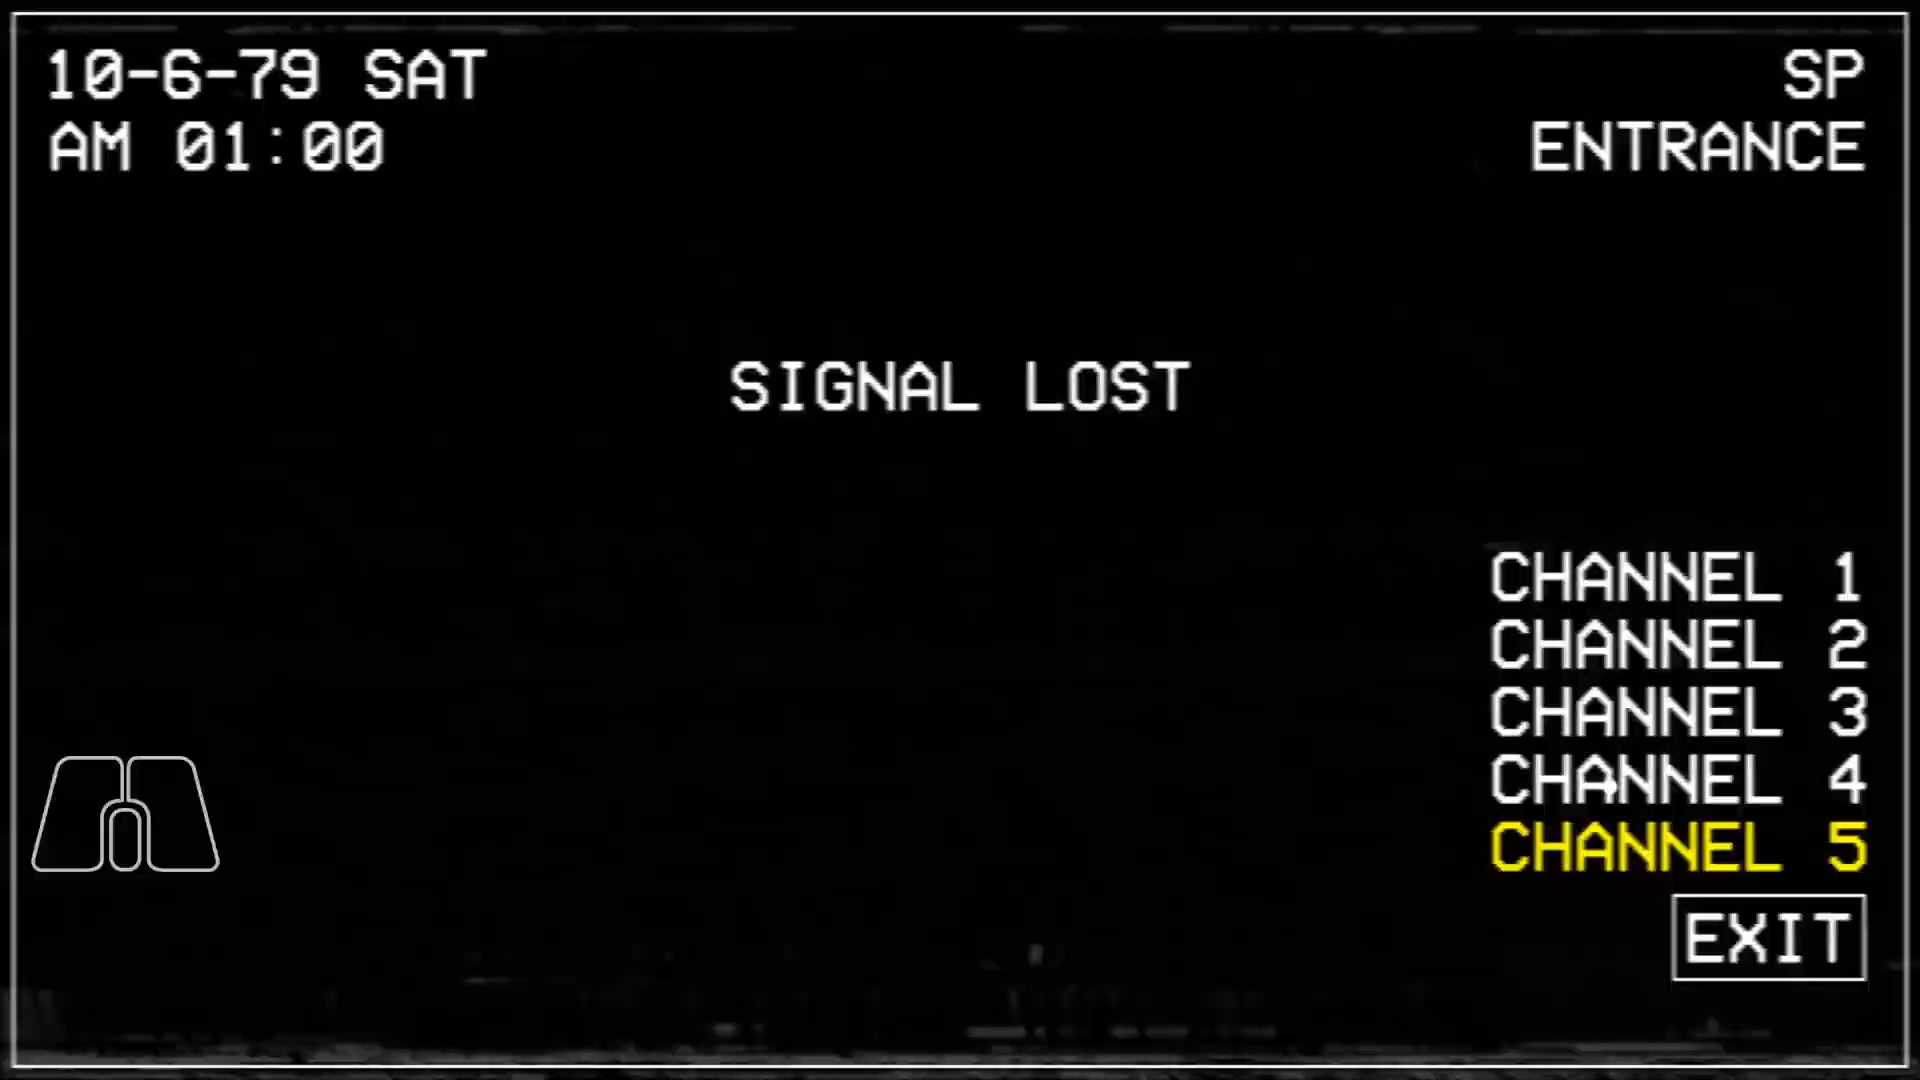 10-6-79 SAT
AM 01:00
SP
ENTRANCE
SIGNAL LOST
CHANNEL 1
CHANNEL 2
CHANNEL 3
CHANNEL 4
CHANNEL 5
EXIT